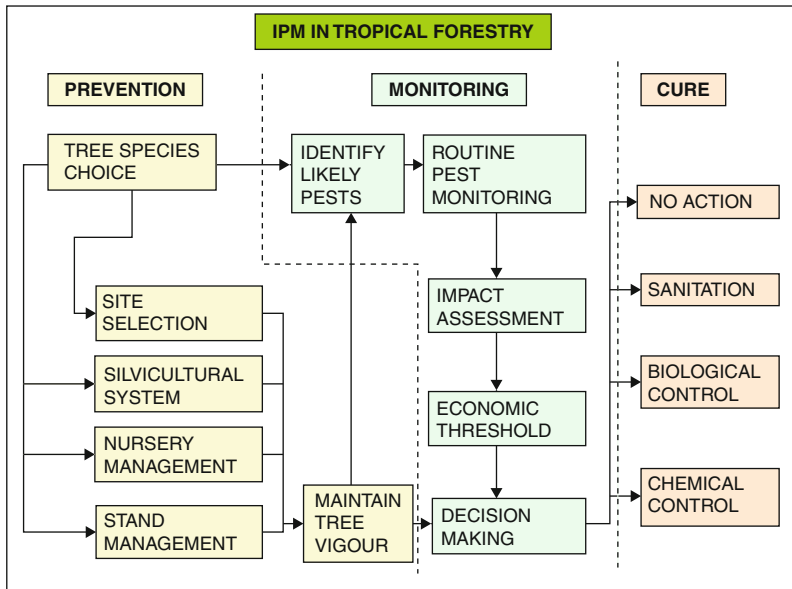 IPM IN TROPICAL FORESTRY
PREVENTION
MONITORING
CURE
TREE SPECIES
CHOICE
IDENTIFY
LIKELY
PESTS
ROUTINE
PEST
MONITORING
NO ACTION
SITE
SELECTION
IMPACT
ASSESSMENT
SANITATION
SILVICULTURAL
SYSTEM
ECONOMIC
THRESHOLD
BIOLOGICAL
CONTROL
NURSERY
MANAGEMENT
STAND
MANAGEMENT
MAINTAIN
TREE
VIGOUR
DECISION
MAKING
CHEMICAL
CONTROL